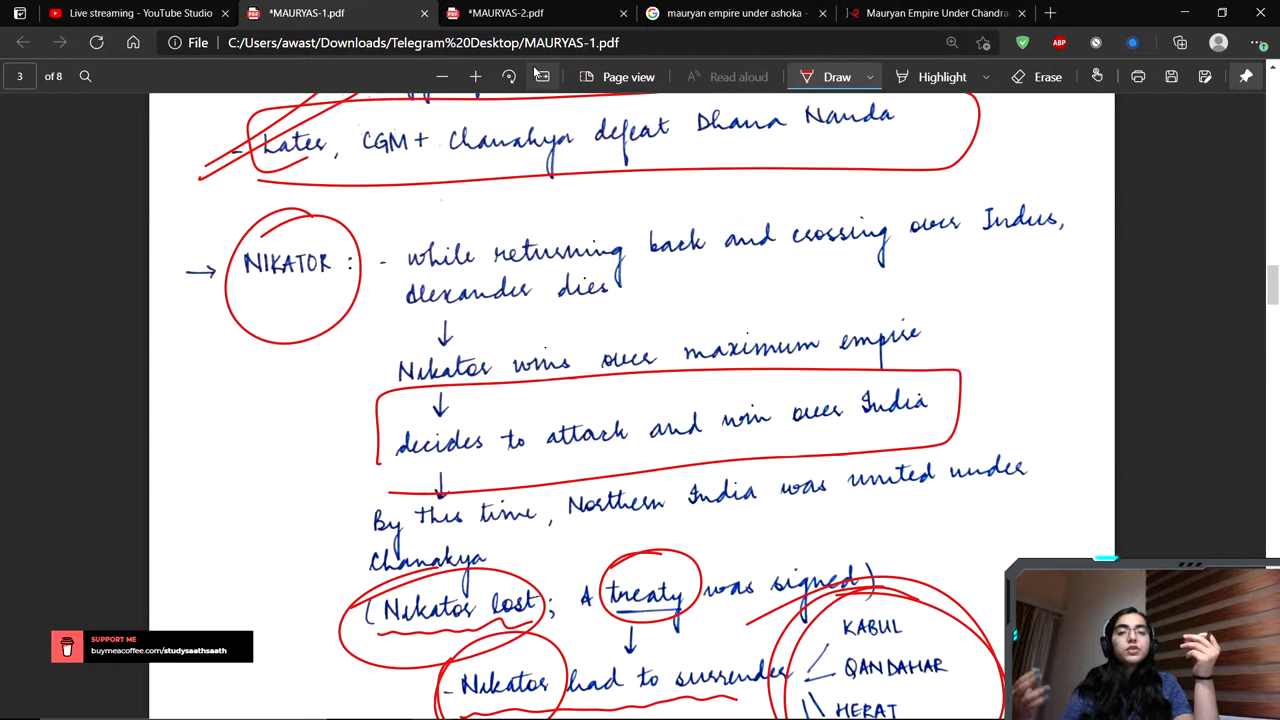 Live streaming - YouTube Studio
*MAURYAS-1.pdf
*MAURYAS-2.pdf
mauryan empire under ashoka -
Mauryan Empire Under Chandra
File
C:/Users/awast/Downloads/Telegram%20Desktop/MAURYAS-1.pdf
3 of 8
Page view
Read aloud
Draw
Highlight
Erase
ABP
- Later, CGM+ Chanakya defeat Dhana Nanda
→ NIKATOR : - while returning back and crossing over Indus,
Alexander dies
↓
Nikator wins over maximum empire
↓
decides to attack and win over India
↓
By this time, Northern India was united under
Chanakya
(Nikator lost; A treaty was signed)
↓
- Nikator had to surrender
KABUL
QANDAHAR
HERAT
SUPPORT ME
buymeacoffee.com/studysaathsaath